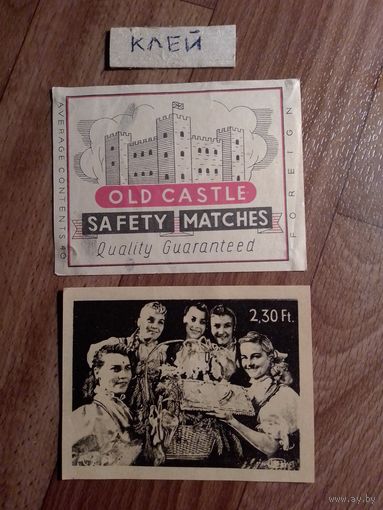 КЛЕЙ
AVERAGE CONTENTS 40
OLD CASTLE
SAFETY MATCHES
Quality Guaranteed
FOREIGN
2,30 Ft.
www.ay.by